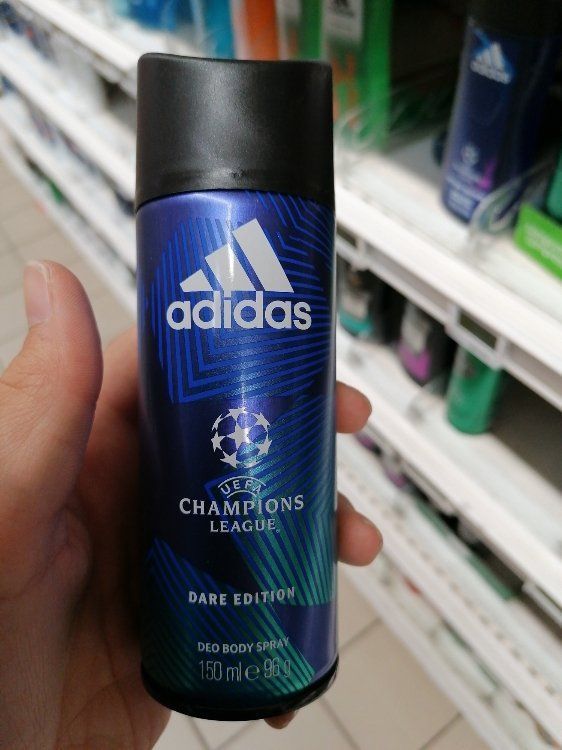 adidas
UEFA
CHAMPIONS
LEAGUE®
DARE EDITION
DEO BODY SPRAY
150 ml e 96 g